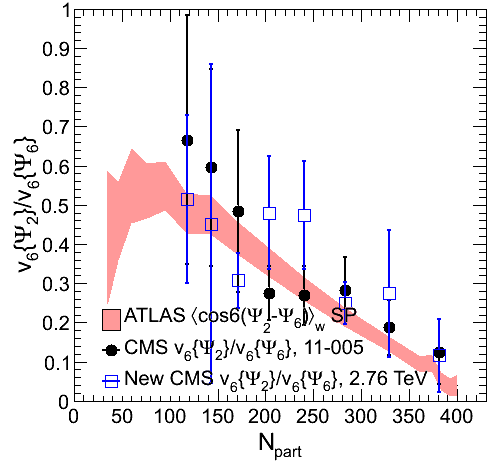 v₆{Ψ₂}/v₆{Ψ₆}
1
0.9
0.8
0.7
0.6
0.5
0.4
0.3
0.2
0.1
0
ATLAS ⟨cos6(Ψ₂-Ψ₆)⟩w SP
CMS v₆{Ψ₂}/v₆{Ψ₆}, 11-005
New CMS v₆{Ψ₂}/v₆{Ψ₆}, 2.76 TeV
0 50 100 150 200 250 300 350 400
Npart